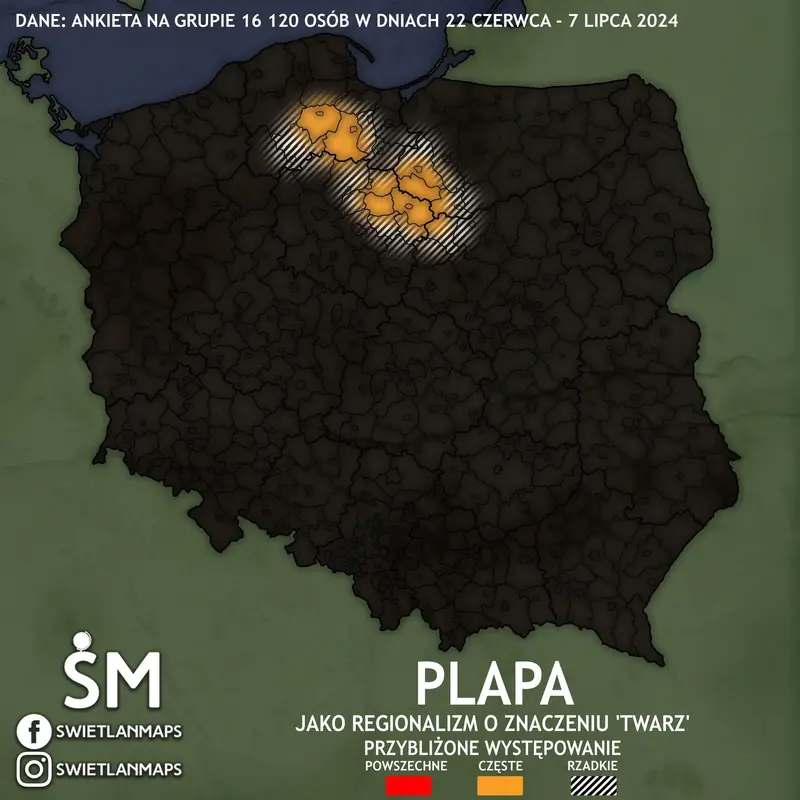 DANE: ANKIETA NA GRUPIE 16 120 OSÓB W DNIACH 22 CZERWCA - 7 LIPCA 2024
ŚM
SWIETLANMAPS
SWIETLANMAPS
PLAPA
JAKO REGIONALIZM O ZNACZENIU 'TWARZ'
PRZYBLIŻONE WYSTĘPOWANIE
POWSZECHNE CZĘSTE RZADKIE